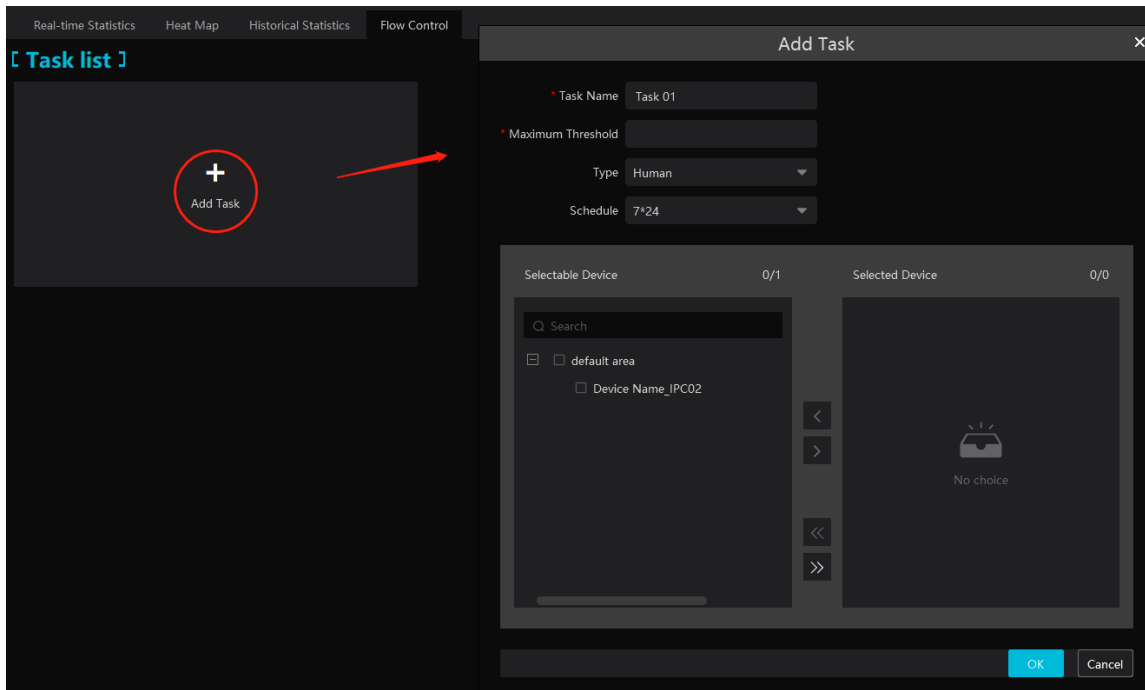 Real-time Statistics Heat Map Historical Statistics Flow Control
[ Task list ]
+
Add Task
Add Task ×
* Task Name Task 01
* Maximum Threshold
Type Human
Schedule 7*24
Selectable Device 0/1
Search
default area
Device Name_IPC02
<
>
<<
>>
Selected Device 0/0
No choice
OK Cancel